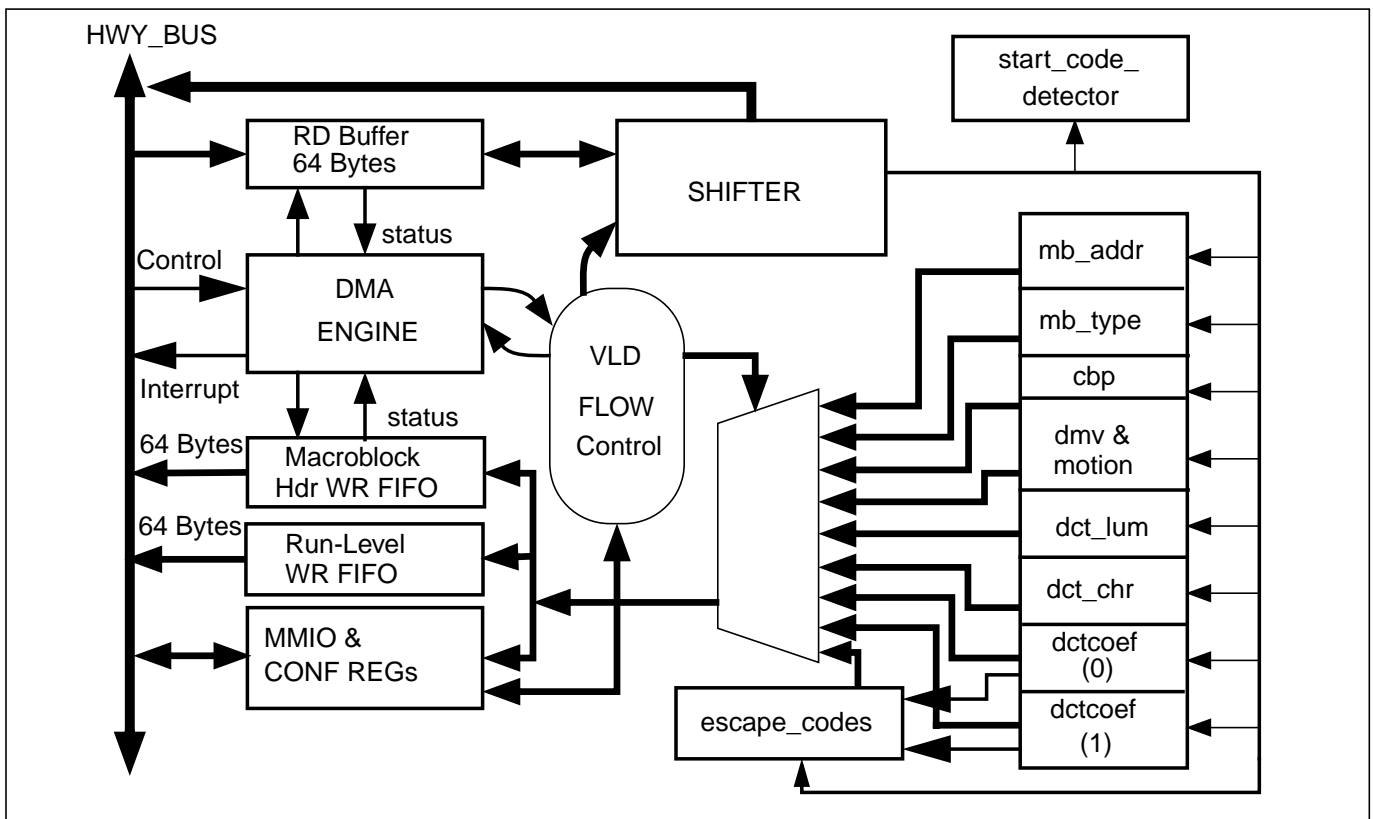 HWY_BUS
start_code_
detector
RD Buffer
64 Bytes
SHIFTER
status
Control
DMA
ENGINE
Interrupt
status
VLD
FLOW
Control
64 Bytes
Macroblock
Hdr WR FIFO
64 Bytes
Run-Level
WR FIFO
MMIO &
CONF REGs
mb_addr
mb_type
cbp
dmv &
motion
dct_lum
dct_chr
dctcoef
(0)
dctcoef
(1)
escape_codes